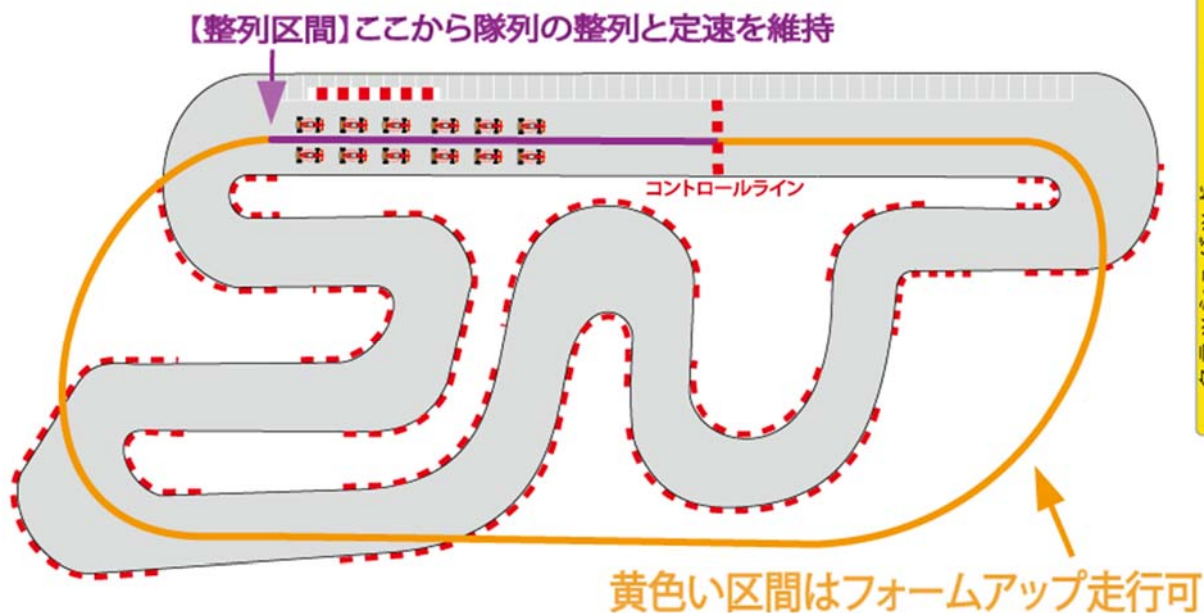 【整列区間】ここから隊列の整列と定速を維持
コントロールライン
黄色い区間はフォームアップ走行可